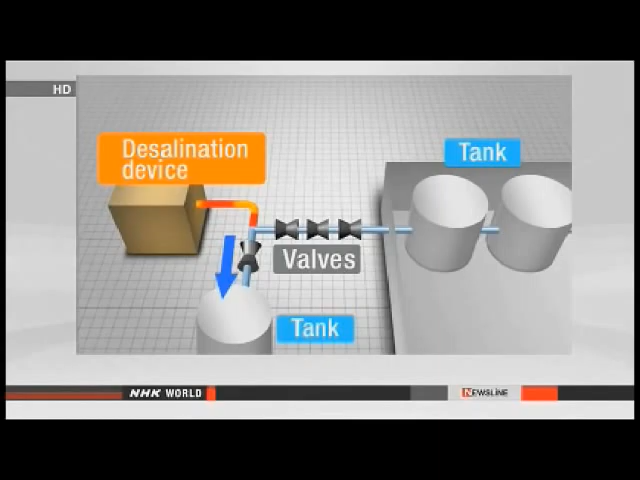 HD
Desalination
device
Tank
Valves
Tank
NHK WORLD
NEWSLINE